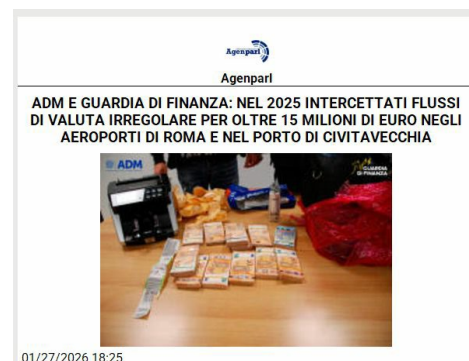 Agenparl
Agenparl
ADM E GUARDIA DI FINANZA: NEL 2025 INTERCETTATI FLUSSI
DI VALUTA IRREGOLARE PER OLTRE 15 MILIONI DI EURO NEGLI
AEROPORTI DI ROMA E NEL PORTO DI CIVITAVECCHIA
ADM
GUARDIA
DI FINANZA
01/27/2026 18:25